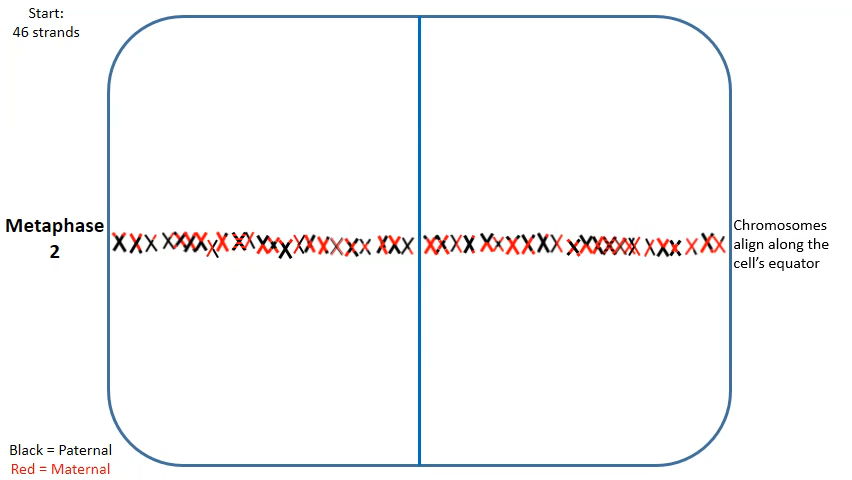 Start:
46 strands
Metaphase
2
Chromosomes
align along the
cell's equator
Black = Paternal
Red = Maternal